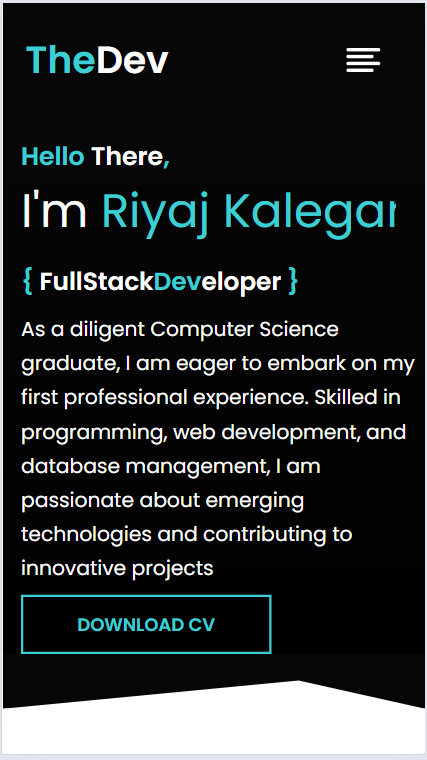 TheDev
Hello There,
I'm Riyaj Kalegar
{ FullStackDeveloper }
As a diligent Computer Science
graduate, I am eager to embark on my
first professional experience. Skilled in
programming, web development, and
database management, I am
passionate about emerging
technologies and contributing to
innovative projects
DOWNLOAD CV